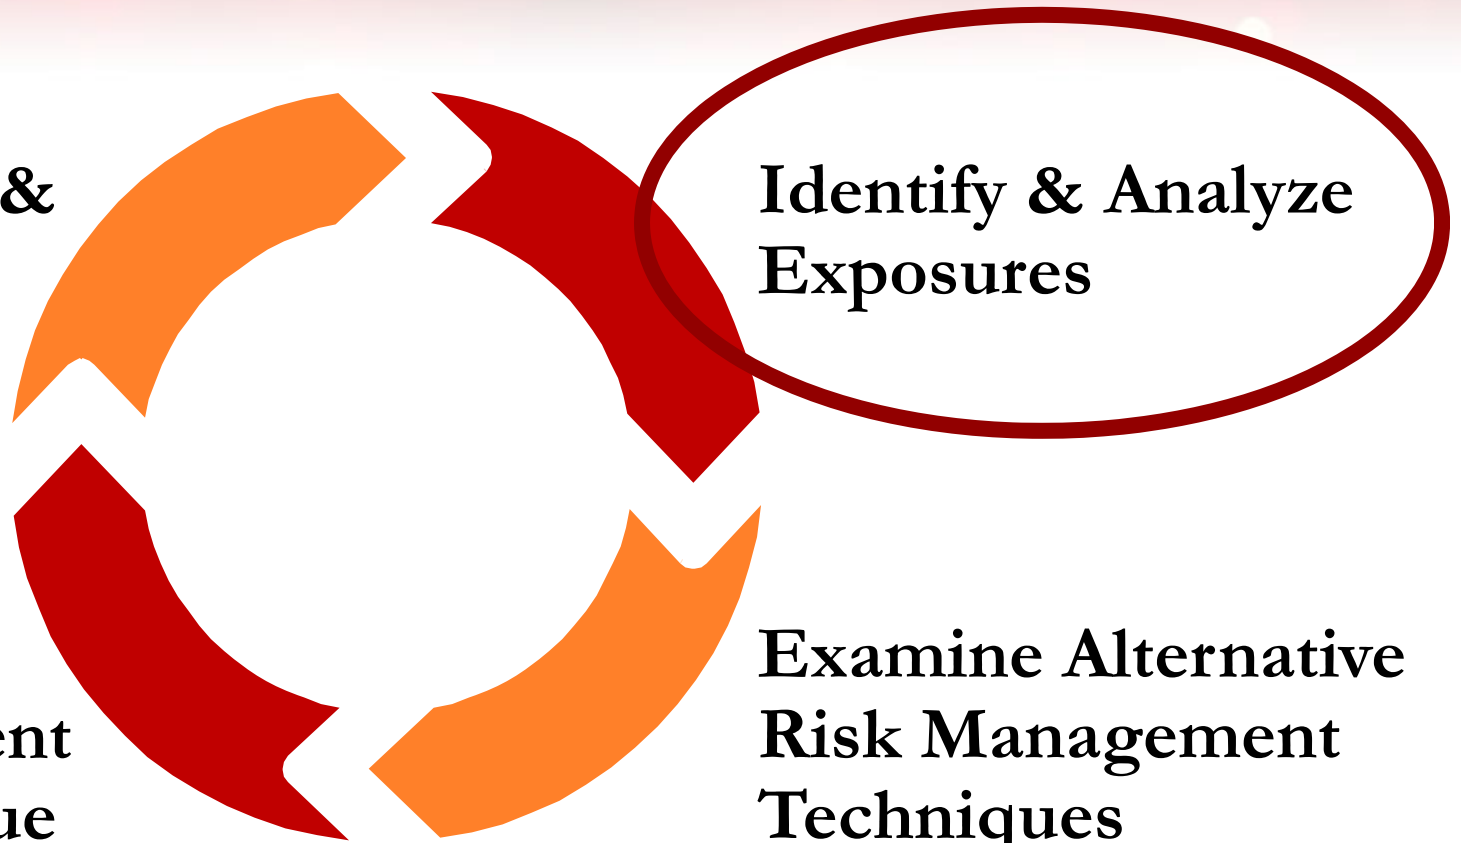 &
Identify & Analyze
Exposures
Examine Alternative
Risk Management
Techniques
ent
ue